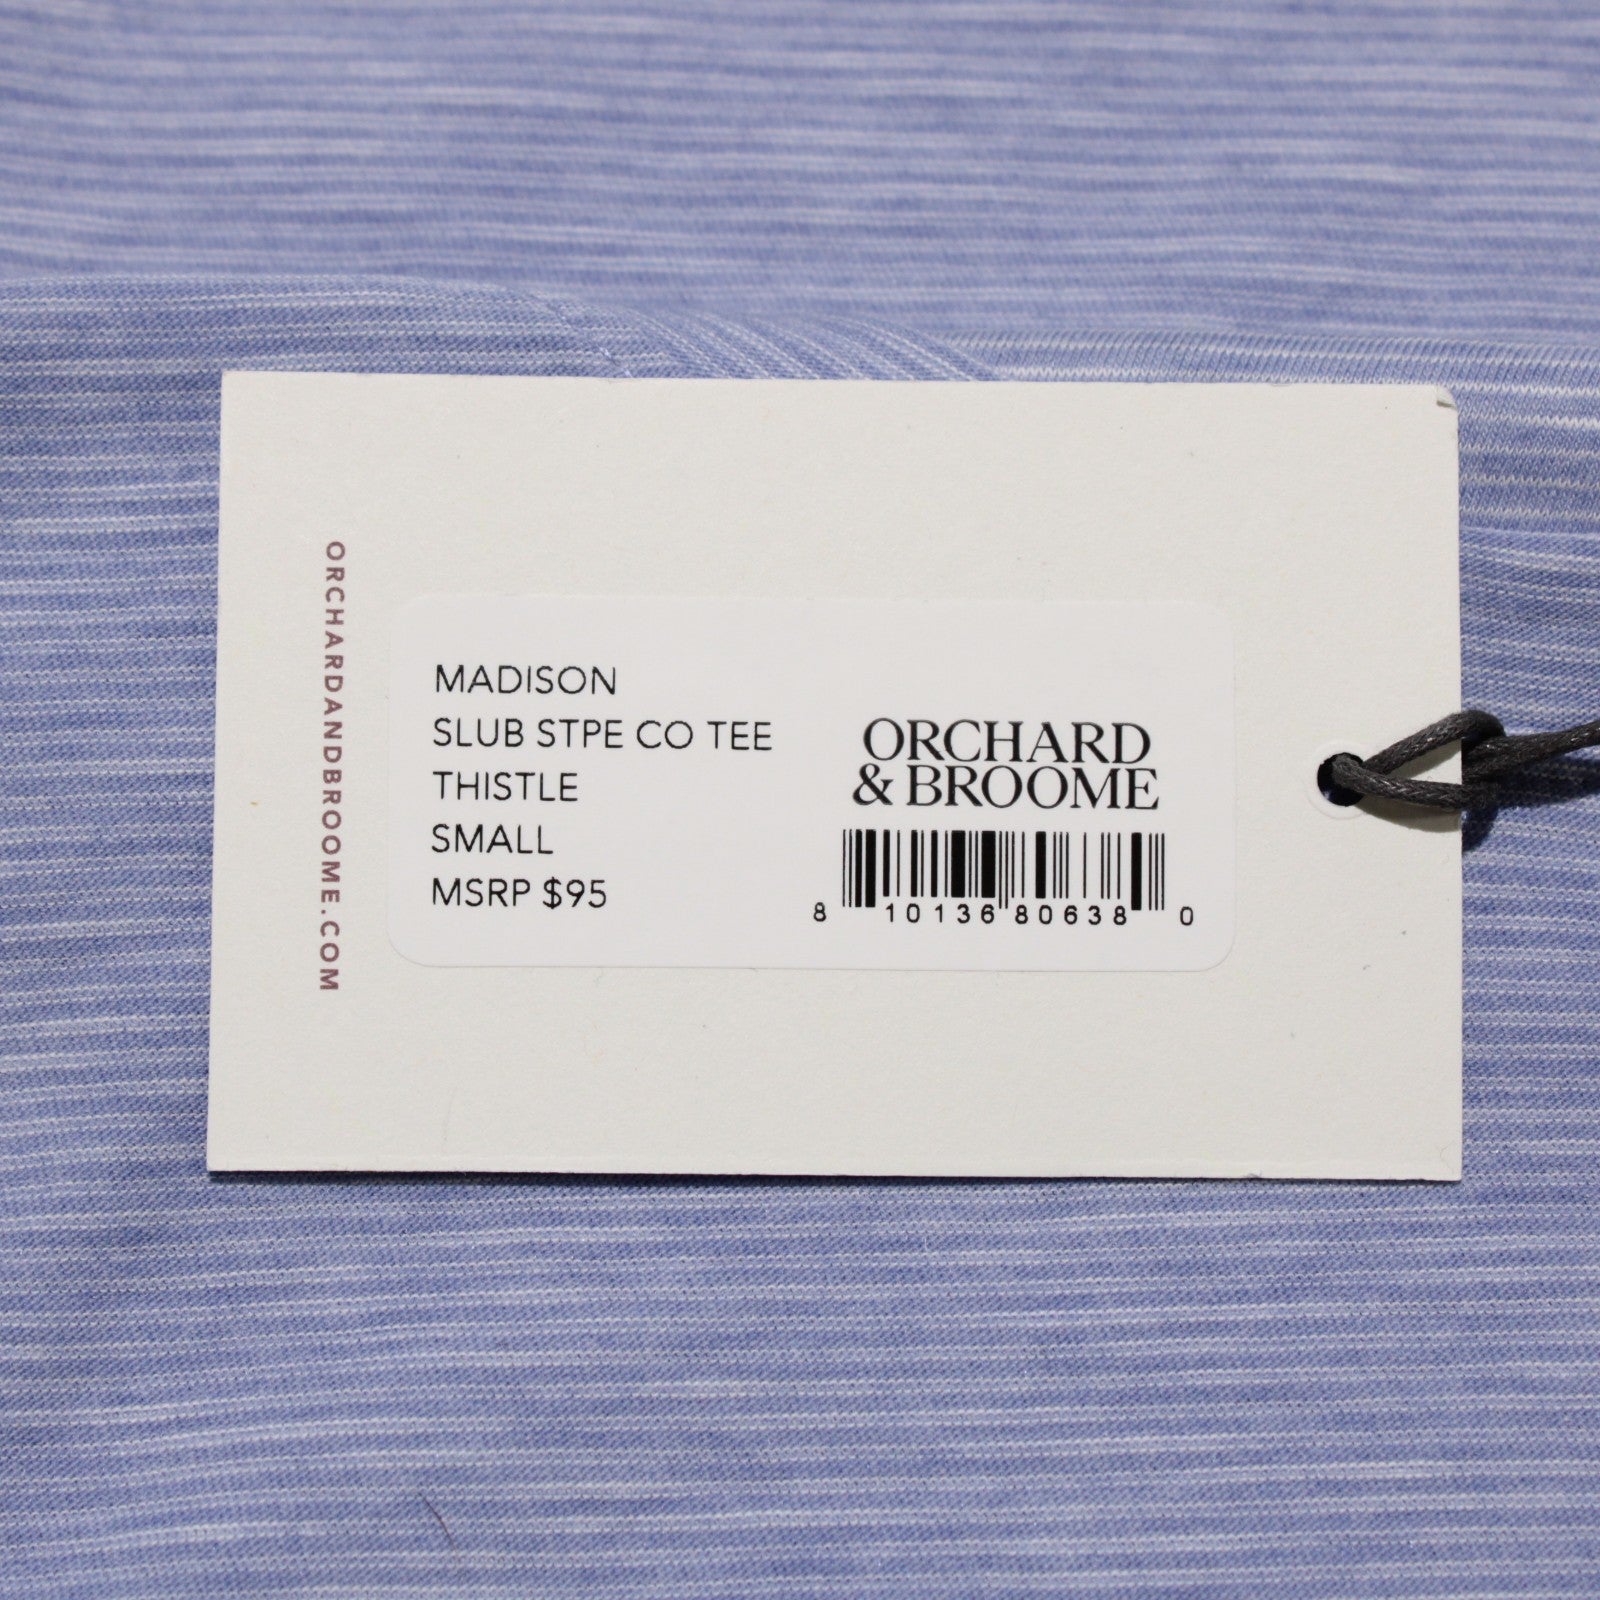 ORCHARDANDBROOME.COM
MADISON
SLUB STPE CO TEE
THISTLE
SMALL
MSRP $95
ORCHARD
& BROOME
8 10136 80638 0